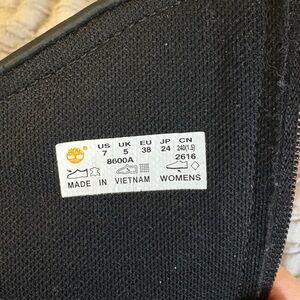 US UK EU JP CN
7 5 38 24 240(1.5)
8600A 2616
MADE IN VIETNAM WOMENS